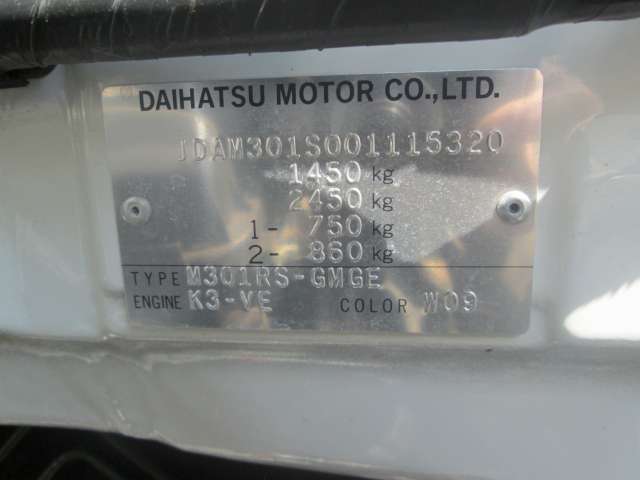 DAIHATSU MOTOR CO.,LTD.
JDAM301S001115320
1450 kg
2450 kg
1- 750 kg
2- 860 kg
TYPE M301RS-GMGE
ENGINE K3-VE COLOR W09